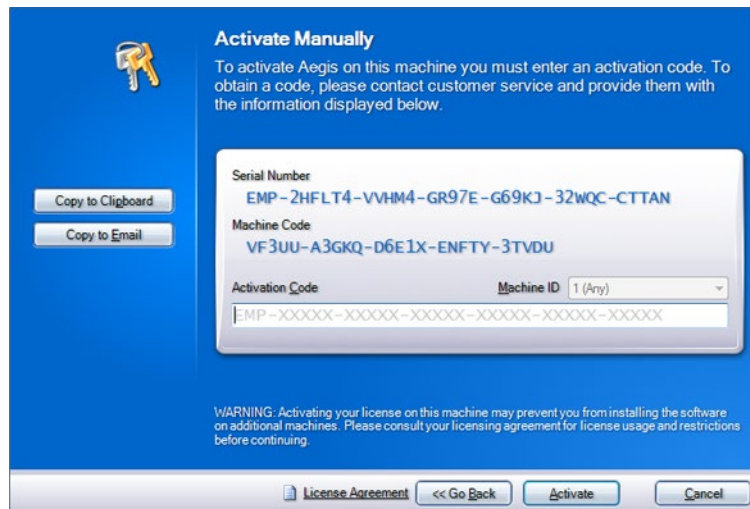 Activate Manually
To activate Aegis on this machine you must enter an activation code. To
obtain a code, please contact customer service and provide them with
the information displayed below.
Serial Number
EMP-2HFLT4-VVHM4-GR97E-G69KJ-32WQC-CTTAN
Copy to Clipboard
Machine Code
Copy to Email
VF3UU-A3GKQ-D6E1X-ENFTY-3TVDU
Activation Code Machine ID 1 (Any)
EMP-XXXXX-XXXXX-XXXXX-XXXXX-XXXXX-XXXXX
WARNING: Activating your license on this machine may prevent you from installing the software
on additional machines. Please consult your licensing agreement for license usage and restrictions
before continuing.
License Agreement << Go Back Activate Cancel